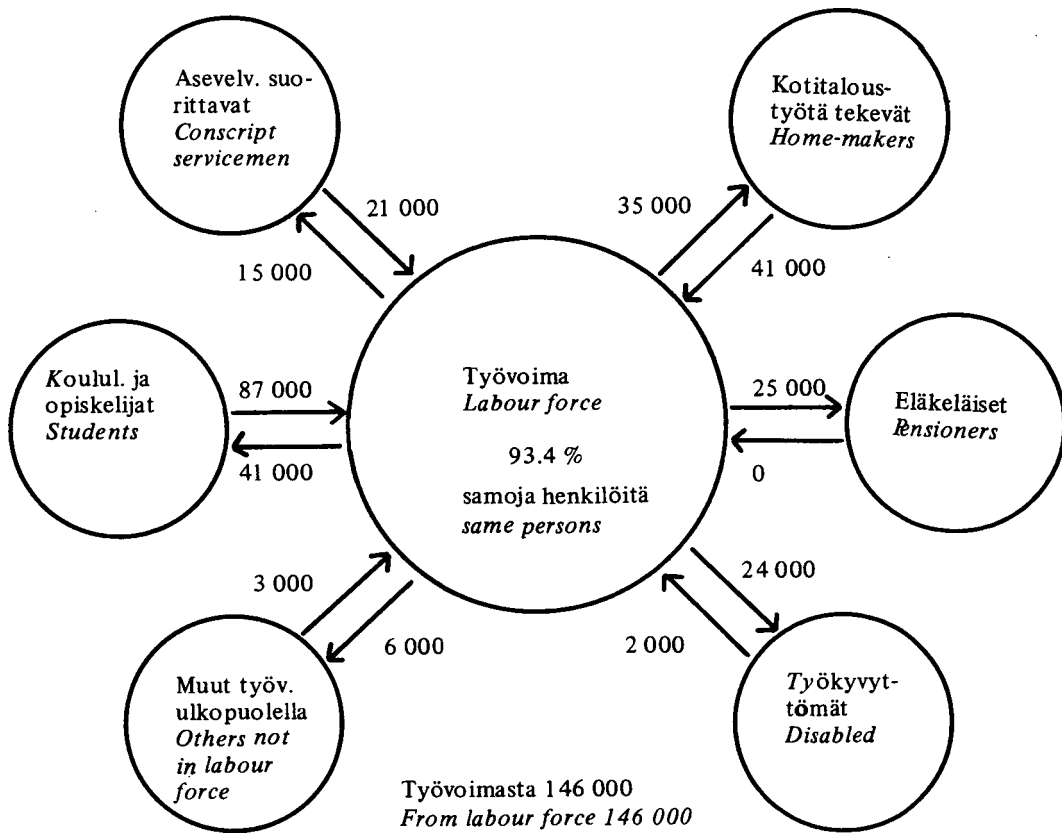 Asevelv. suo-
rittavat
Conscript
servicemen
Kotitalous-
työtä tekevät
Home-makers
21 000
15 000
35 000
41 000
Koulul. ja
opiskelijat
Students
87 000
41 000
Työvoima
Labour force
93.4 %
samoja henkilöitä
same persons
25 000
0
Eläkeläiset
Pensioners
3 000
6 000
24 000
2 000
Muut työv.
ulkopuolella
Others not
in labour
force
Työkyvyt-
tömät
Disabled
Työvoimasta 146 000
From labour force 146 000